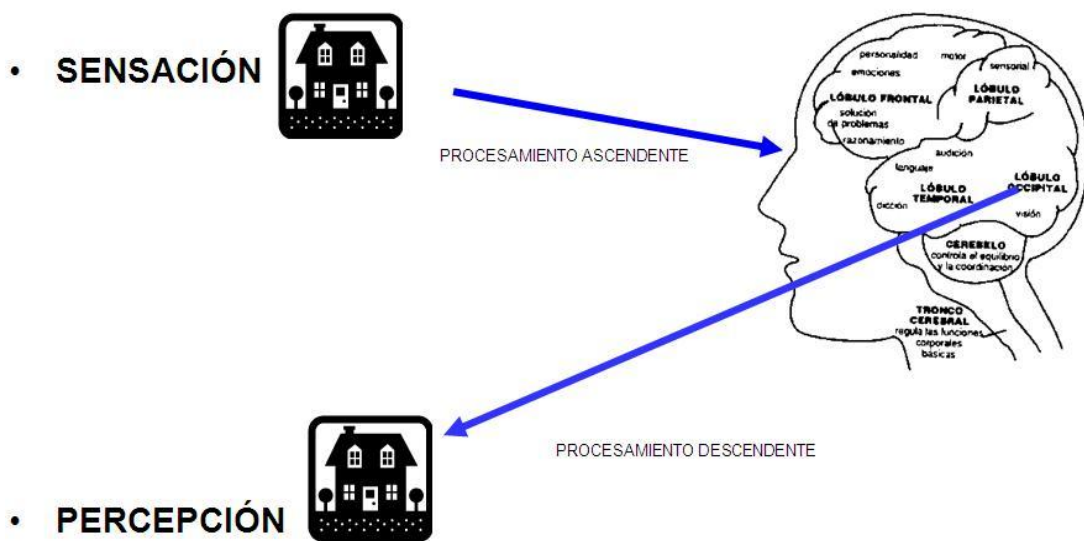 • SENSACIÓN
PROCESAMIENTO ASCENDENTE
personalidad
motor
sensorial
emociones
LÓBULO FRONTAL
LÓBULO
PARIETAL
solución
de problemas
razonamiento
audición
lenguaje
LÓBULO
TEMPORAL
LÓBULO
OCCIPITAL
dicción
visión
CEREBELO
controla el equilibrio
y la coordinación
TRONCO
CEREBRAL
regula las funciones
corporales
básicas
PROCESAMIENTO DESCENDENTE
• PERCEPCIÓN